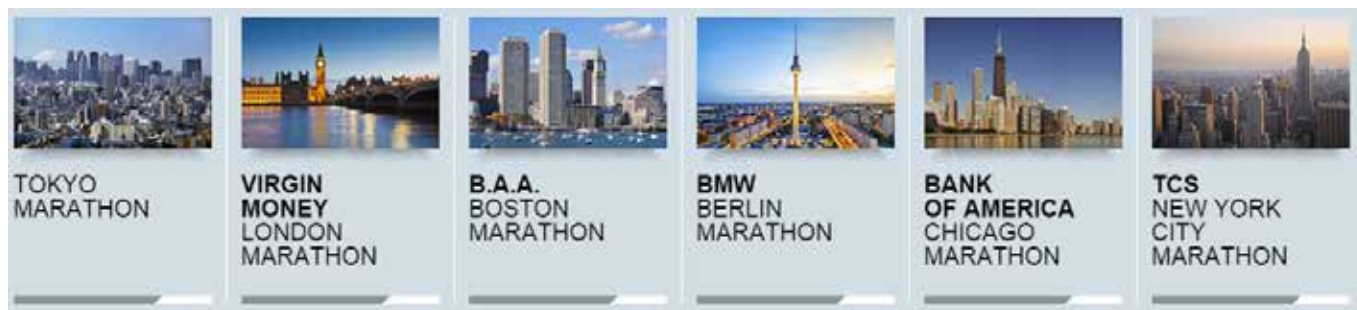 TOKYO
MARATHON
VIRGIN
MONEY
LONDON
MARATHON
B.A.A.
BOSTON
MARATHON
BMW
BERLIN
MARATHON
BANK
OF AMERICA
CHICAGO
MARATHON
TCS
NEW YORK
CITY
MARATHON